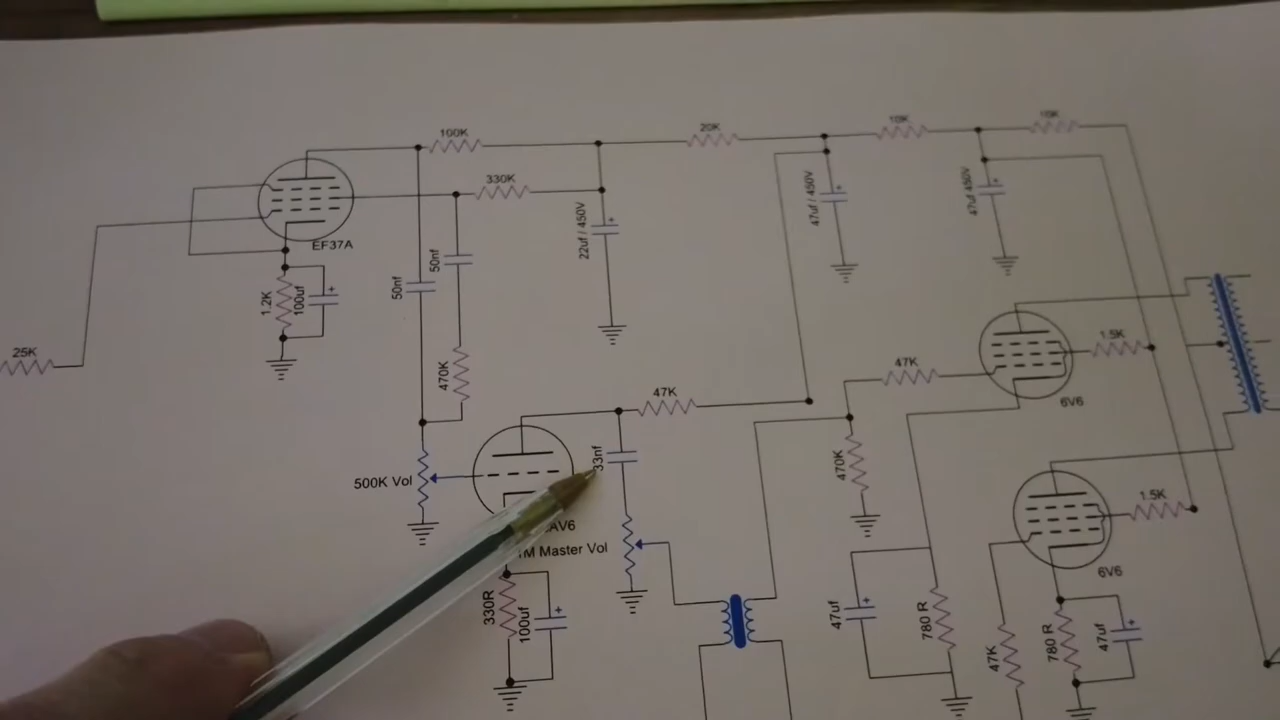 100K
20K
10K
10K
330K
22uf / 450V
47uf / 450V
47uf / 450V
EF37A
50nf
50nf
1.2K
100uf
25K
470K
47K
47K
1.5K
6V6
33nf
470K
500K Vol
AV6
1M Master Vol
1.5K
6V6
330R
100uf
47uf
780 R
47K
780 R
47uf